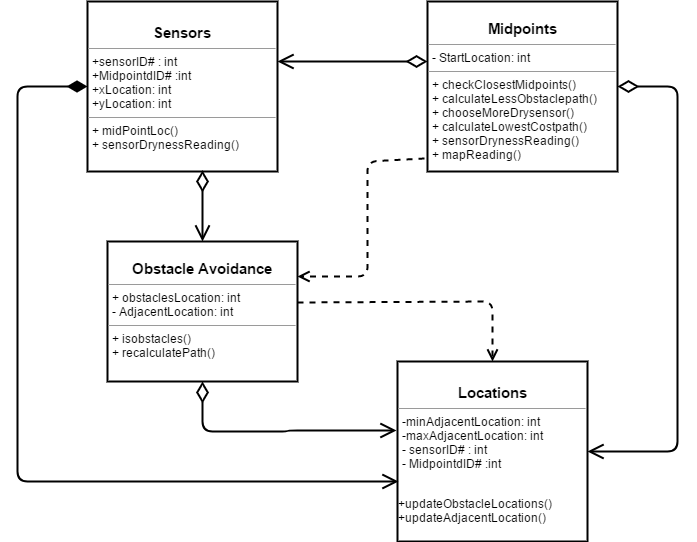 Sensors
+sensorID# : int
+MidpointdID# :int
+xLocation: int
+yLocation: int
+ midPointLoc()
+ sensorDrynessReading()
Midpoints
- StartLocation: int
+ checkClosestMidpoints()
+ calculateLessObstaclepath()
+ chooseMoreDrysensor()
+ calculateLowestCostpath()
+ sensorDrynessReading()
+ mapReading()
Obstacle Avoidance
+ obstaclesLocation: int
- AdjacentLocation: int
+ isobstacles()
+ recalculatePath()
Locations
-minAdjacentLocation: int
-maxAdjacentLocation: int
- sensorID# : int
- MidpointdID# :int
+updateObstacleLocations()
+updateAdjacentLocation()